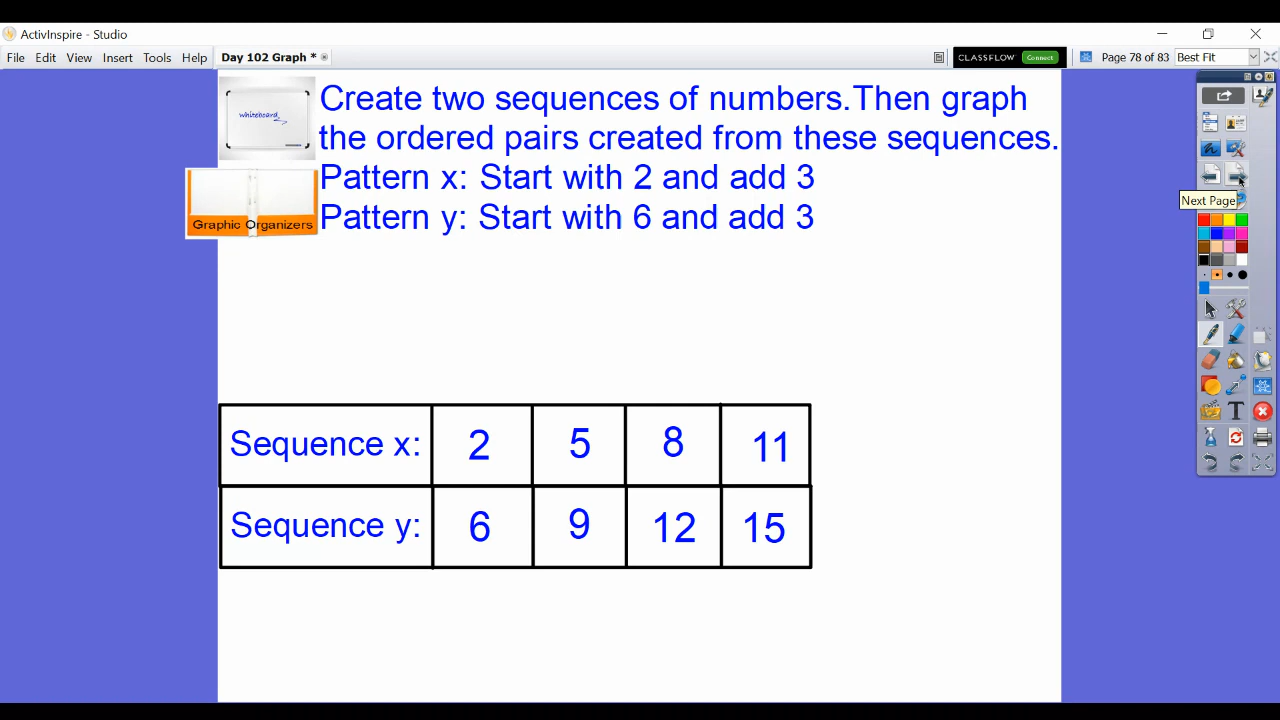 ActivInspire - Studio
File Edit View Insert Tools Help Day 102 Graph * CLASSFLOW Connect Page 78 of 83 Best Fit
whiteboard
Create two sequences of numbers.Then graph
the ordered pairs created from these sequences.
Graphic Organizers
Pattern x: Start with 2 and add 3
Pattern y: Start with 6 and add 3
Next Page
Sequence x: 2 5 8 11
Sequence y: 6 9 12 15